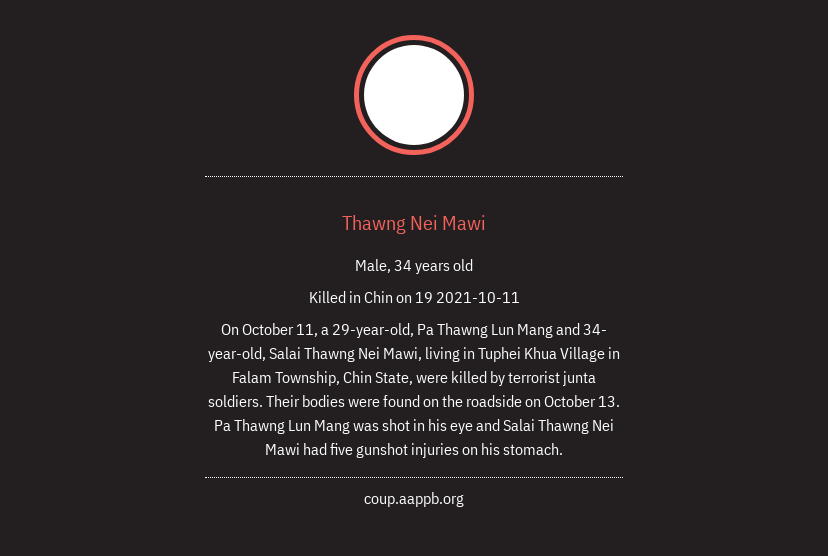 Thawng Nei Mawi
Male, 34 years old
Killed in Chin on 19 2021-10-11
On October 11, a 29-year-old, Pa Thawng Lun Mang and 34-
year-old, Salai Thawng Nei Mawi, living in Tuphei Khua Village in
Falam Township, Chin State, were killed by terrorist junta
soldiers. Their bodies were found on the roadside on October 13.
Pa Thawng Lun Mang was shot in his eye and Salai Thawng Nei
Mawi had five gunshot injuries on his stomach.
coup.aappb.org